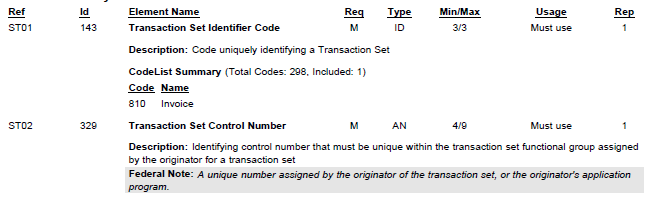 Ref Id Element Name Req Type Min/Max Usage Rep
ST01 143 Transaction Set Identifier Code M ID 3/3 Must use 1
Description: Code uniquely identifying a Transaction Set
CodeList Summary (Total Codes: 298, Included: 1)
Code Name
810 Invoice
ST02 329 Transaction Set Control Number M AN 4/9 Must use 1
Description: Identifying control number that must be unique within the transaction set functional group assigned
by the originator for a transaction set
Federal Note: A unique number assigned by the originator of the transaction set, or the originator's application
program.